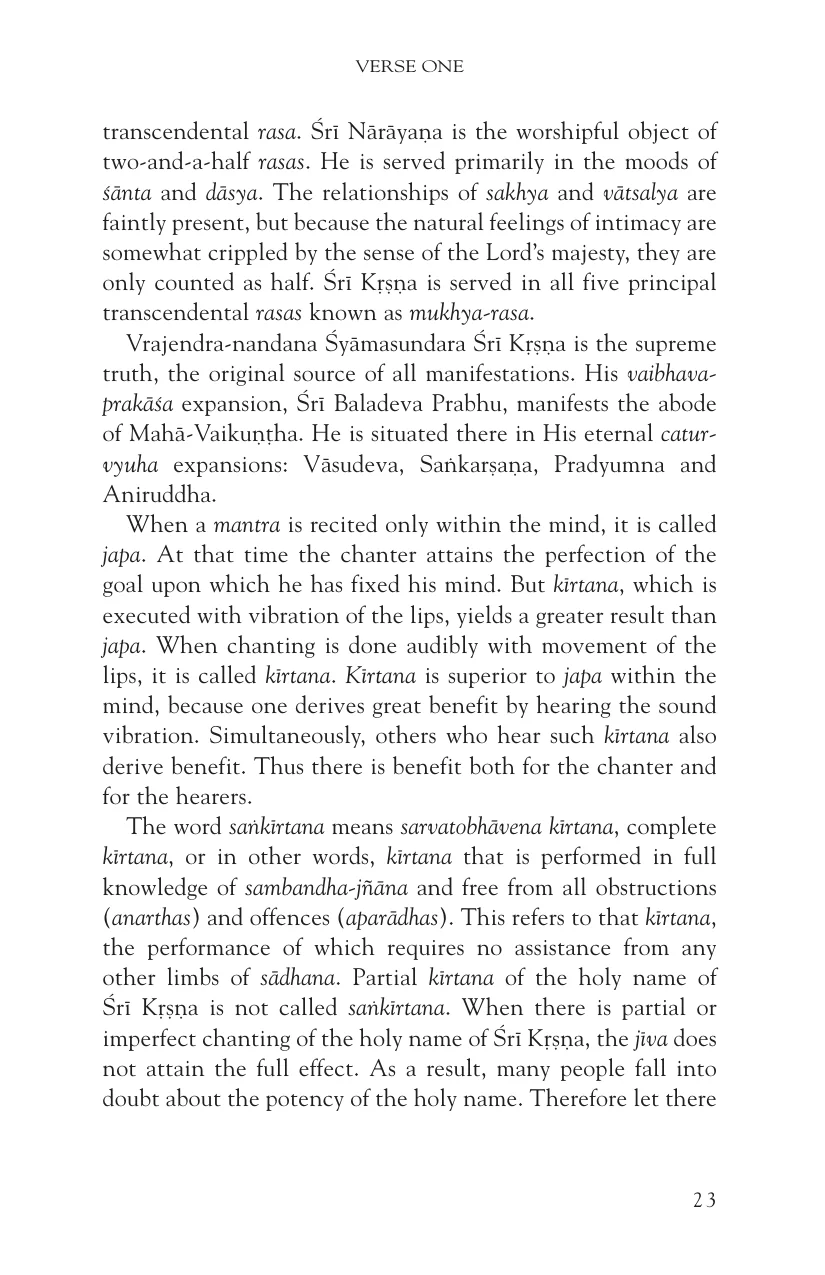 VERSE ONE
transcendental rasa. Śrī Nārāyaṇa is the worshipful object of
two-and-a-half rasas. He is served primarily in the moods of
śānta and dāsya. The relationships of sakhya and vātsalya are
faintly present, but because the natural feelings of intimacy are
somewhat crippled by the sense of the Lord’s majesty, they are
only counted as half. Śrī Kṛṣṇa is served in all five principal
transcendental rasas known as mukhya-rasa.
Vrajendra-nandana Śyāmasundara Śrī Kṛṣṇa is the supreme
truth, the original source of all manifestations. His vaibhava-
prakāśa expansion, Śrī Baladeva Prabhu, manifests the abode
of Mahā-Vaikuṇṭha. He is situated there in His eternal catur-
vyuha expansions: Vāsudeva, Saṅkarṣaṇa, Pradyumna and
Aniruddha.
When a mantra is recited only within the mind, it is called
japa. At that time the chanter attains the perfection of the
goal upon which he has fixed his mind. But kīrtana, which is
executed with vibration of the lips, yields a greater result than
japa. When chanting is done audibly with movement of the
lips, it is called kīrtana. Kīrtana is superior to japa within the
mind, because one derives great benefit by hearing the sound
vibration. Simultaneously, others who hear such kīrtana also
derive benefit. Thus there is benefit both for the chanter and
for the hearers.
The word saṅkīrtana means sarvatobhāvena kīrtana, complete
kīrtana, or in other words, kīrtana that is performed in full
knowledge of sambandha-jñāna and free from all obstructions
(anarthas) and offences (aparādhas). This refers to that kīrtana,
the performance of which requires no assistance from any
other limbs of sādhana. Partial kīrtana of the holy name of
Śrī Kṛṣṇa is not called saṅkīrtana. When there is partial or
imperfect chanting of the holy name of Śrī Kṛṣṇa, the jīva does
not attain the full effect. As a result, many people fall into
doubt about the potency of the holy name. Therefore let there
23